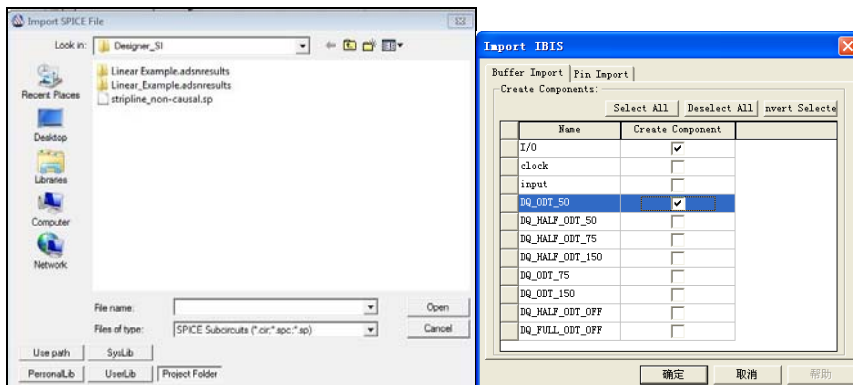 Import SPICE File
Look in:
Designer_SI
Linear Example.adsnresults
Linear_Example.adsnresults
stripline_non-causal.sp
Recent Places
Desktop
Libraries
Computer
Network
File name:
Open
Files of type:
SPICE Subcircuits (*.cir;*.spc;*.sp)
Cancel
Use path
SysLib
PersonalLib
UserLib
Project Folder
Import IBIS
Buffer Import
Pin Import
Create Components:
Select All
Deselect All
nvert Selecte
Name
Create Component
I/O
clock
input
DQ_ODT_50
DQ_HALF_ODT_50
DQ_HALF_ODT_75
DQ_HALF_ODT_150
DQ_ODT_75
DQ_ODT_150
DQ_HALF_ODT_OFF
DQ_FULL_ODT_OFF
确定
取消
帮助